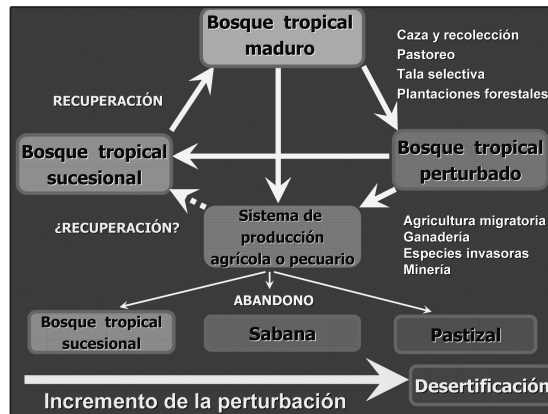 Bosque tropical
maduro
Caza y recolección
Pastoreo
Tala selectiva
Plantaciones forestales
RECUPERACIÓN
Bosque tropical
sucesional
Bosque tropical
perturbado
¿RECUPERACIÓN?
Sistema de
producción
agrícola o pecuario
Agricultura migratoria
Ganadería
Especies invasoras
Minería
ABANDONO
Bosque tropical
sucesional
Sabana
Pastizal
Incremento de la perturbación
Desertificación